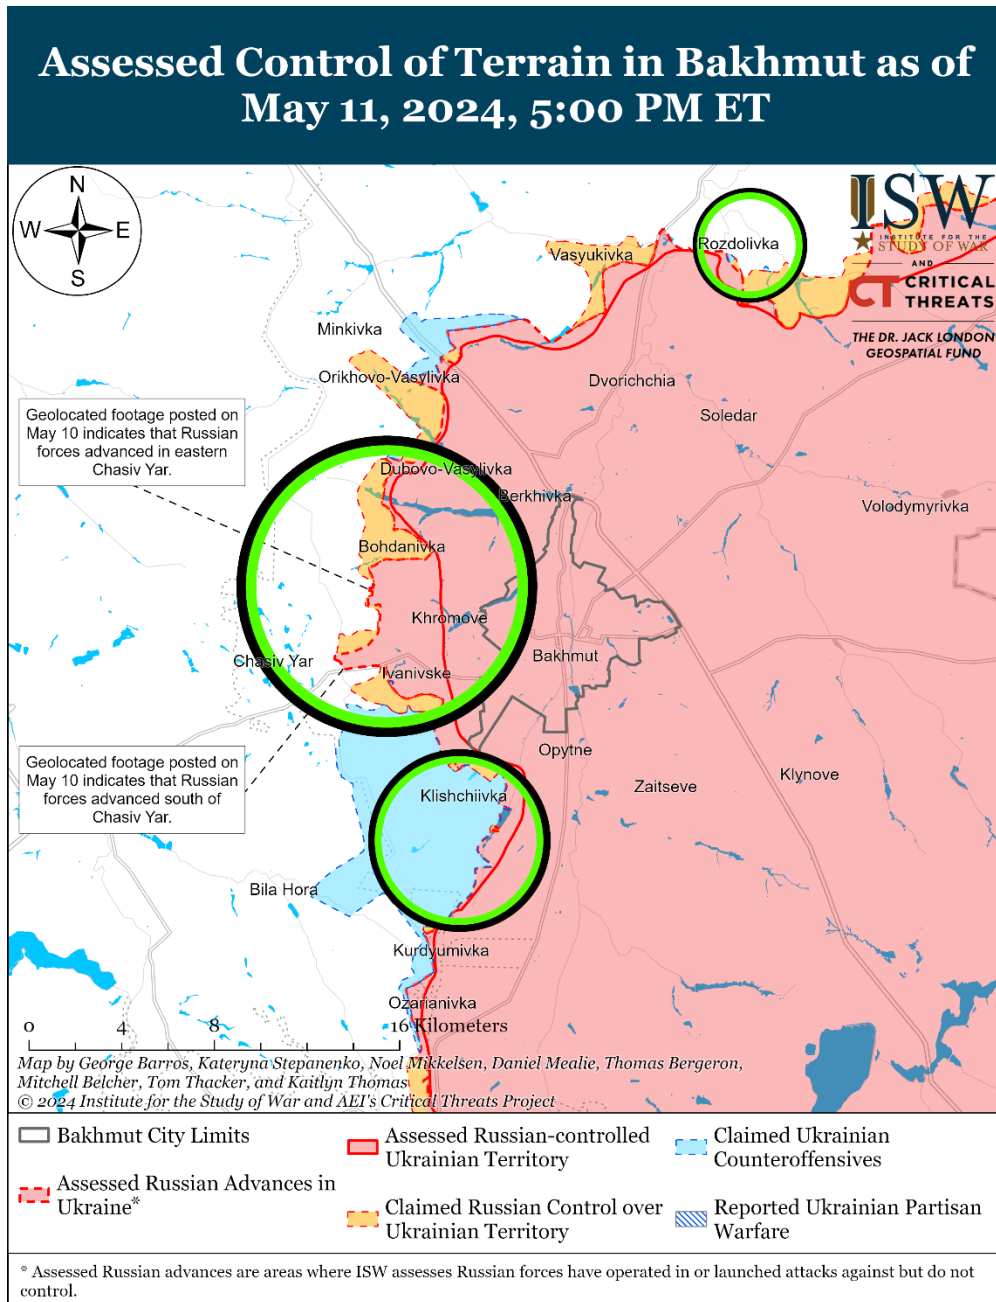 Assessed Control of Terrain in Bakhmut as of
May 11, 2024, 5:00 PM ET
N
W
E
S
ISW
INSTITUTE FOR THE
STUDY OF WAR
AND
CT CRITICAL
THREATS
THE DR. JACK LONDON
GEOSPATIAL FUND
Rozdolivka
Vasyukivka
Minkivka
Orikhovo-Vasylivka
Dvorichchia
Soledar
Geolocated footage posted on
May 10 indicates that Russian
forces advanced in eastern
Chasiv Yar.
Dubovo-Vasylivka
Berkhivka
Volodymyrivka
Bohdanivka
Khromove
Bakhmut
Chasiv Yar
Ivanivske
Opytne
Geolocated footage posted on
May 10 indicates that Russian
forces advanced south of
Chasiv Yar.
Klishchiivka
Zaitseve
Klynove
Bila Hora
Kurdyumivka
Ozarianivka
0 4 8 16 Kilometers
Map by George Barros, Kateryna Stepanenko, Noel Mikkelsen, Daniel Mealie, Thomas Bergeron,
Mitchell Belcher, Tom Thacker, and Kaitlyn Thomas
© 2024 Institute for the Study of War and AEI's Critical Threats Project
Bakhmut City Limits
Assessed Russian Advances in
Ukraine*
Assessed Russian-controlled
Ukrainian Territory
Claimed Russian Control over
Ukrainian Territory
Claimed Ukrainian
Counteroffensives
Reported Ukrainian Partisan
Warfare
* Assessed Russian advances are areas where ISW assesses Russian forces have operated in or launched attacks against but do not
control.